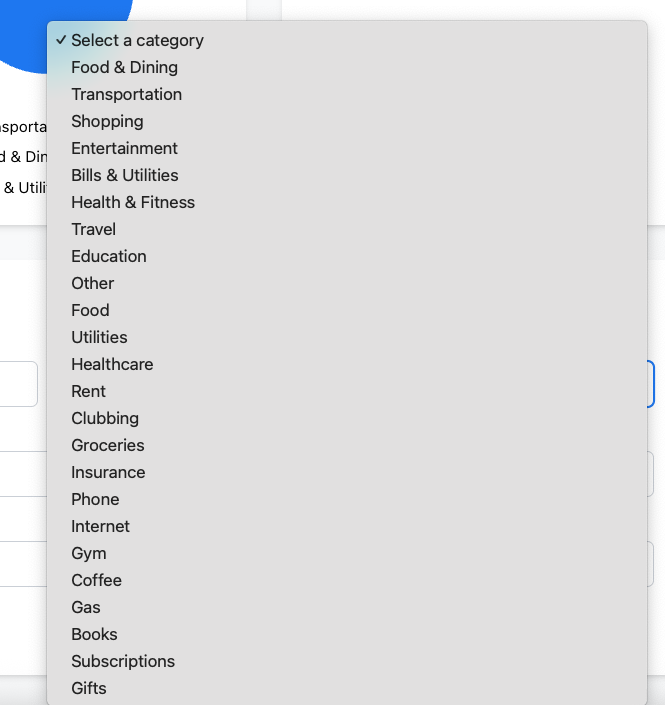 ✓ Select a category
Food & Dining
Transportation
Shopping
Entertainment
Bills & Utilities
Health & Fitness
Travel
Education
Other
Food
Utilities
Healthcare
Rent
Clubbing
Groceries
Insurance
Phone
Internet
Gym
Coffee
Gas
Books
Subscriptions
Gifts
sporta
d & Din
& Utili